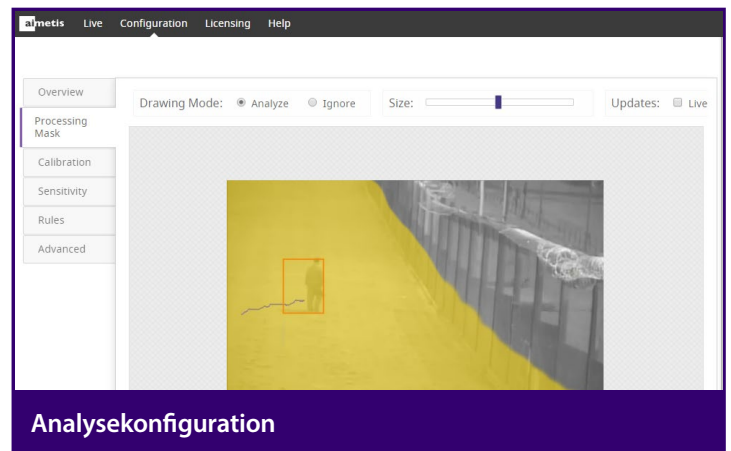 aimetis Live Configuration Licensing Help
Overview
Processing
Mask
Calibration
Sensitivity
Rules
Advanced
Drawing Mode: Analyze Ignore Size: Updates: Live
Analysekonfiguration